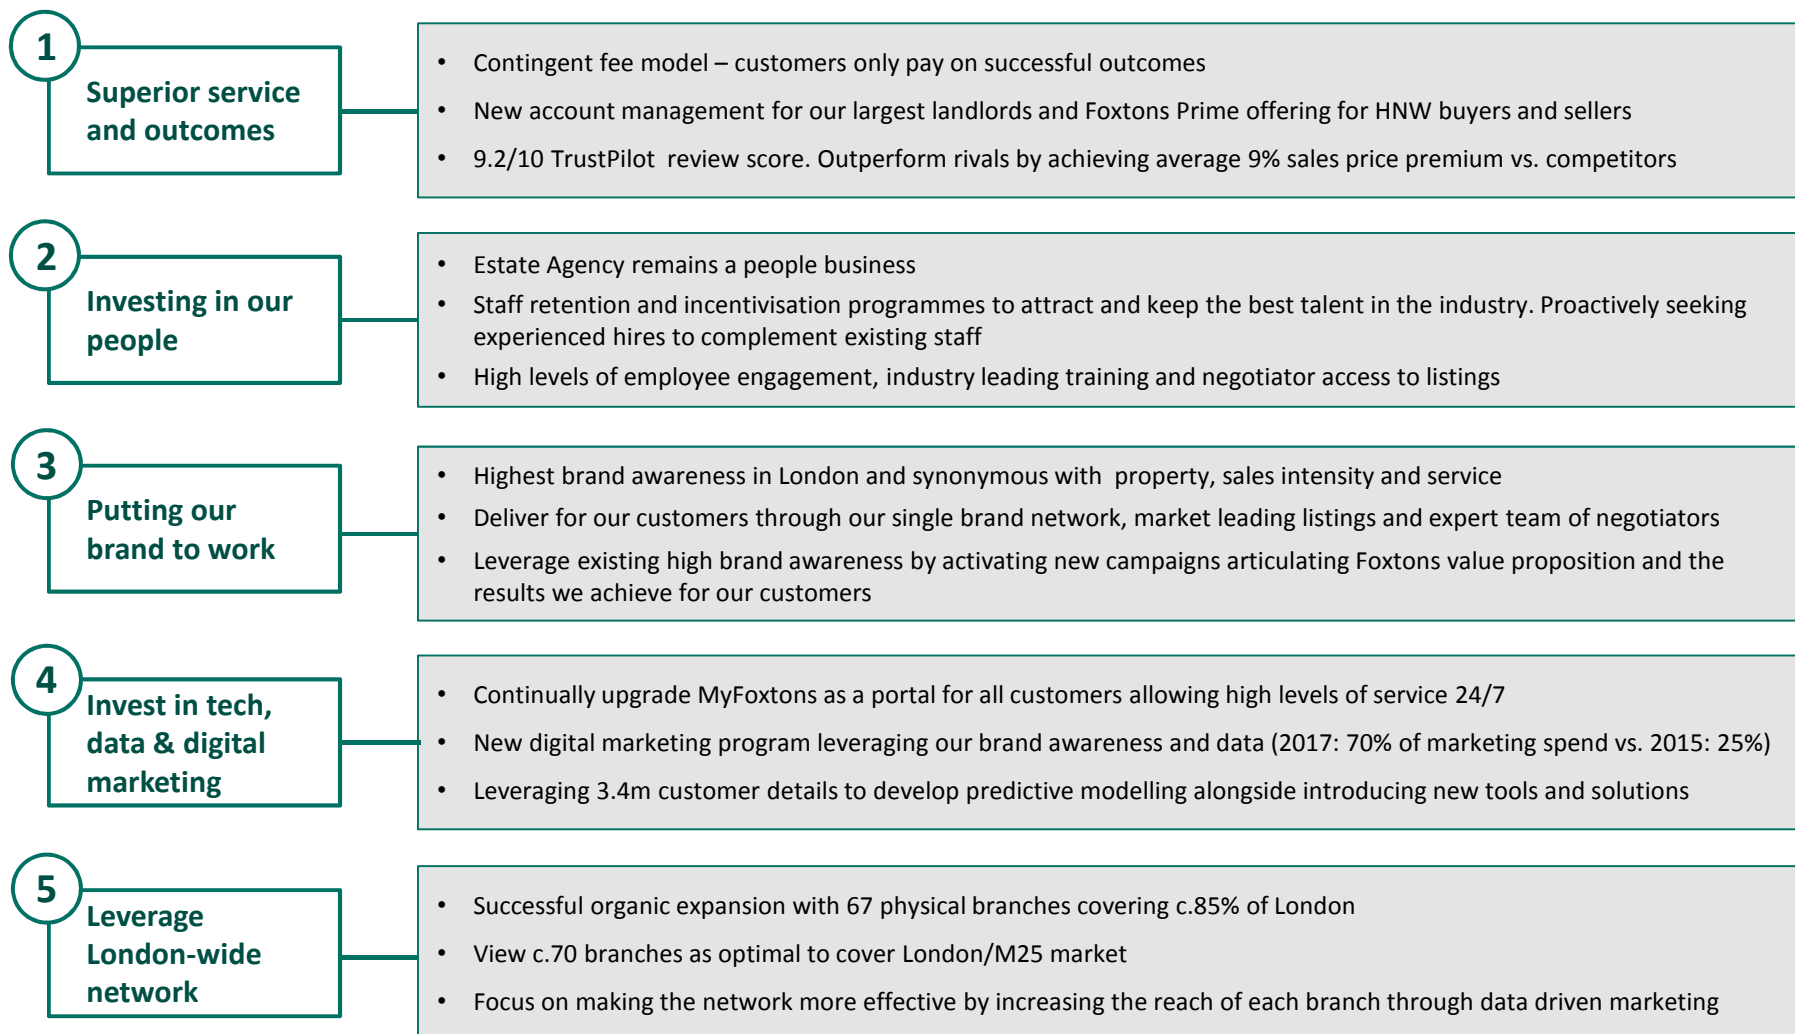 1
Superior service
and outcomes
• Contingent fee model – customers only pay on successful outcomes
• New account management for our largest landlords and Foxtons Prime offering for HNW buyers and sellers
• 9.2/10 TrustPilot  review score. Outperform rivals by achieving average 9% sales price premium vs. competitors
2
Investing in our
people
• Estate Agency remains a people business
• Staff retention and incentivisation programmes to attract and keep the best talent in the industry. Proactively seeking
experienced hires to complement existing staff
• High levels of employee engagement, industry leading training and negotiator access to listings
3
Putting our
brand to work
• Highest brand awareness in London and synonymous with  property, sales intensity and service
• Deliver for our customers through our single brand network, market leading listings and expert team of negotiators
• Leverage existing high brand awareness by activating new campaigns articulating Foxtons value proposition and the
results we achieve for our customers
4
Invest in tech,
data & digital
marketing
• Continually upgrade MyFoxtons as a portal for all customers allowing high levels of service 24/7
• New digital marketing program leveraging our brand awareness and data (2017: 70% of marketing spend vs. 2015: 25%)
• Leveraging 3.4m customer details to develop predictive modelling alongside introducing new tools and solutions
5
Leverage
London-wide
network
• Successful organic expansion with 67 physical branches covering c.85% of London
• View c.70 branches as optimal to cover London/M25 market
• Focus on making the network more effective by increasing the reach of each branch through data driven marketing